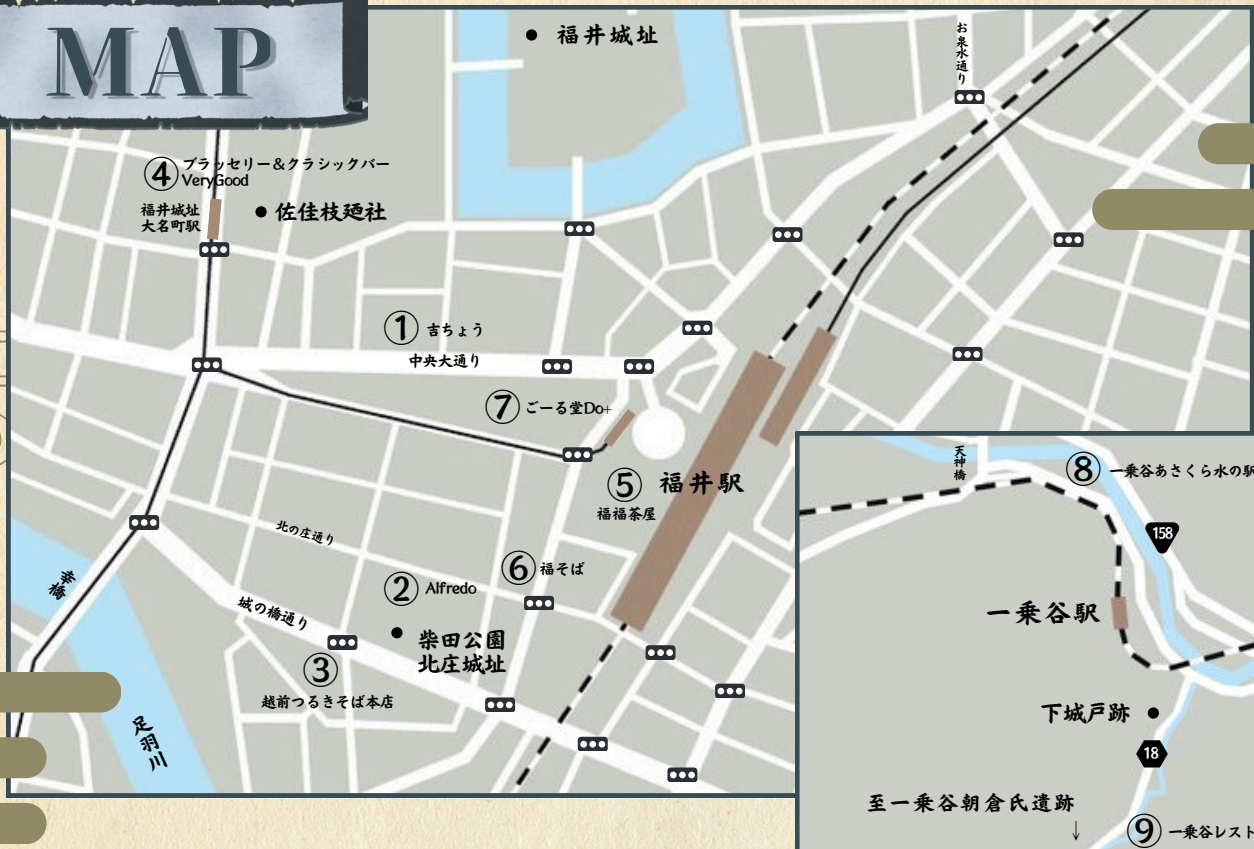 MAP
福井城址
お泉水通り
④ ブラッセリー＆クラシックバー
VeryGood
福井城址
大名町駅
佐佳枝廼社
① 吉ちょう
中央大通り
⑦ ごーる堂Do+
⑤ 福井駅
福福茶屋
北の庄通り
⑥ 福そば
② Alfredo
幸橋
城の橋通り
柴田公園
北庄城址
③
越前つるきそば本店
足羽川
天神橋
⑧ 一乗谷あさくら水の駅
158
一乗谷駅
下城戸跡
18
至一乗谷朝倉氏遺跡
↓
⑨ 一乗谷レスト